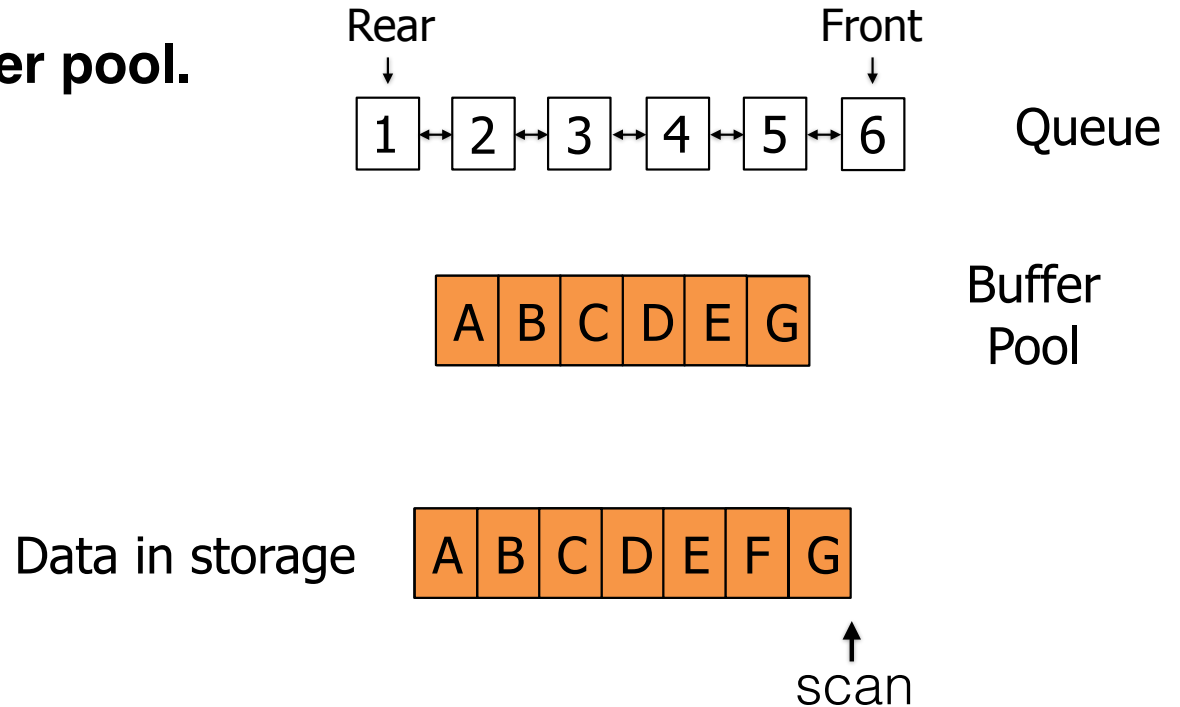 er pool.
Rear Front
1 2 3 4 5 6 Queue
A B C D E G
Buffer
Pool
Data in storage A B C D E F G
scan